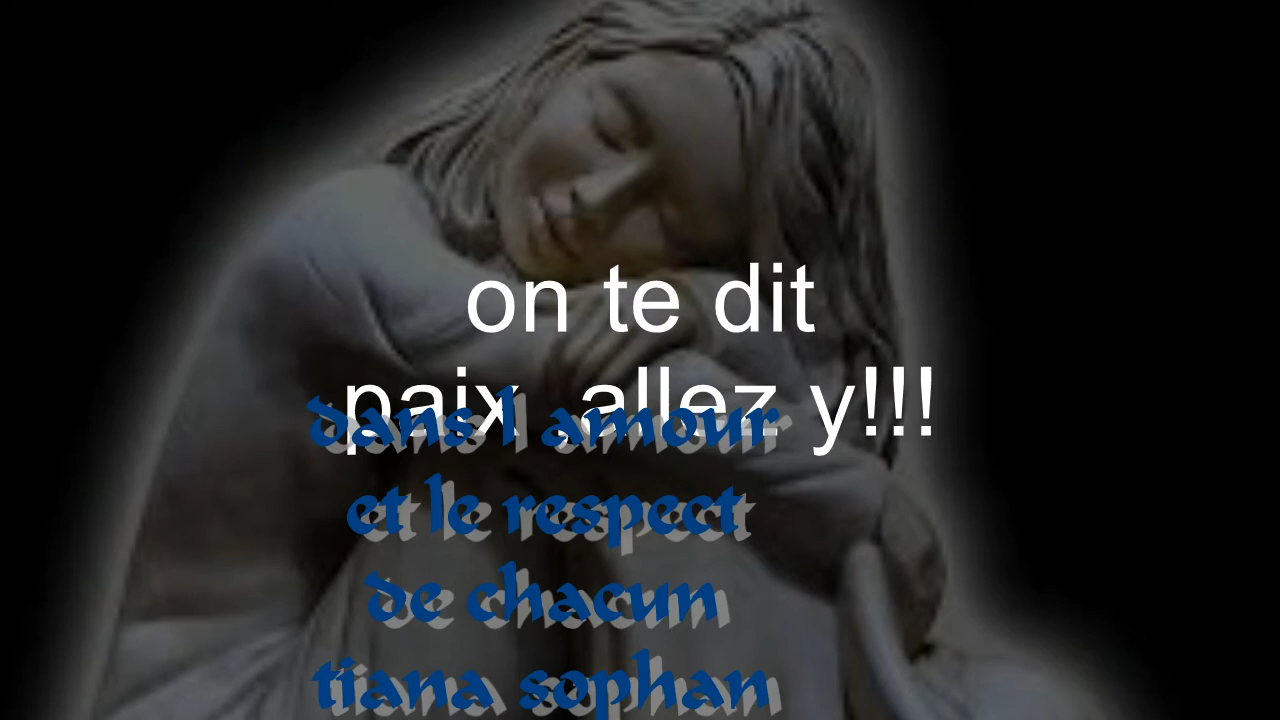 on te dit
paix ,allez y!!!
dans l amour
et le respect
de chacun
tiana sophan